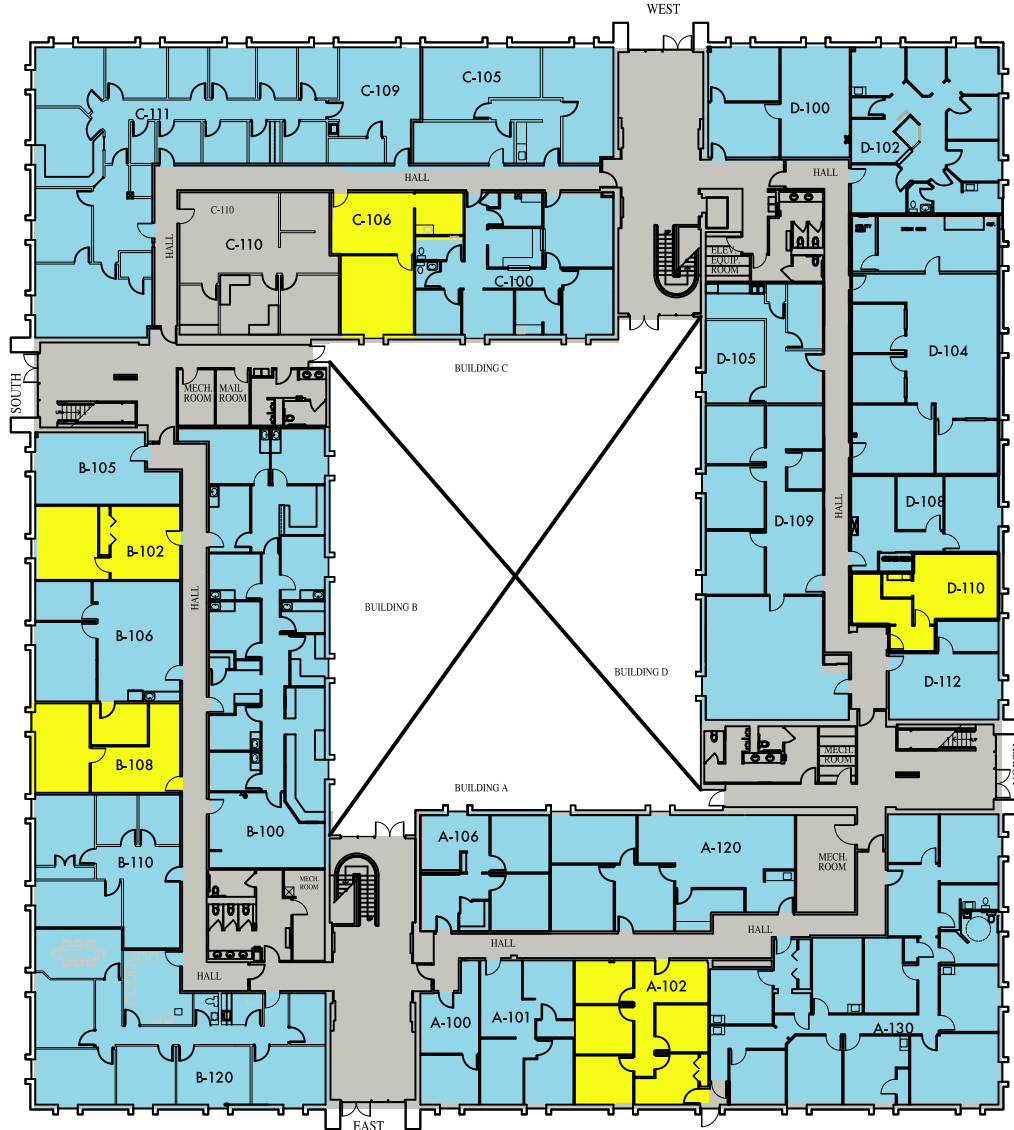 WEST
C-105
C-109
D-100
C-111
D-102
HALL
HALL
C-110
C-106
C-110
HALL
ELEV.
EQUIP.
ROOM
C-100
D-104
BUILDING C
D-105
SOUTH
MECH.
ROOM
MAIL
ROOM
B-105
D-108
HALL
D-109
B-102
HALL
D-110
BUILDING B
B-106
BUILDING D
D-112
MECH.
ROOM
B-108
BUILDING A
B-100
A-106
A-120
B-110
MECH.
ROOM
MECH.
ROOM
HALL
HALL
HALL
A-102
A-100
A-101
A-130
B-120
EAST